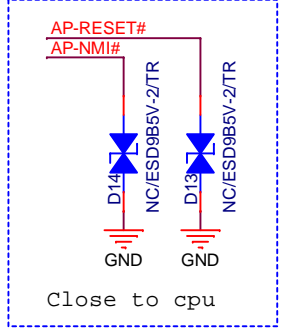 AP-RESET#
AP-NMI#
D14
NC/ESD9B5V-2/TR
D13
NC/ESD9B5V-2/TR
GND
GND
Close to cpu